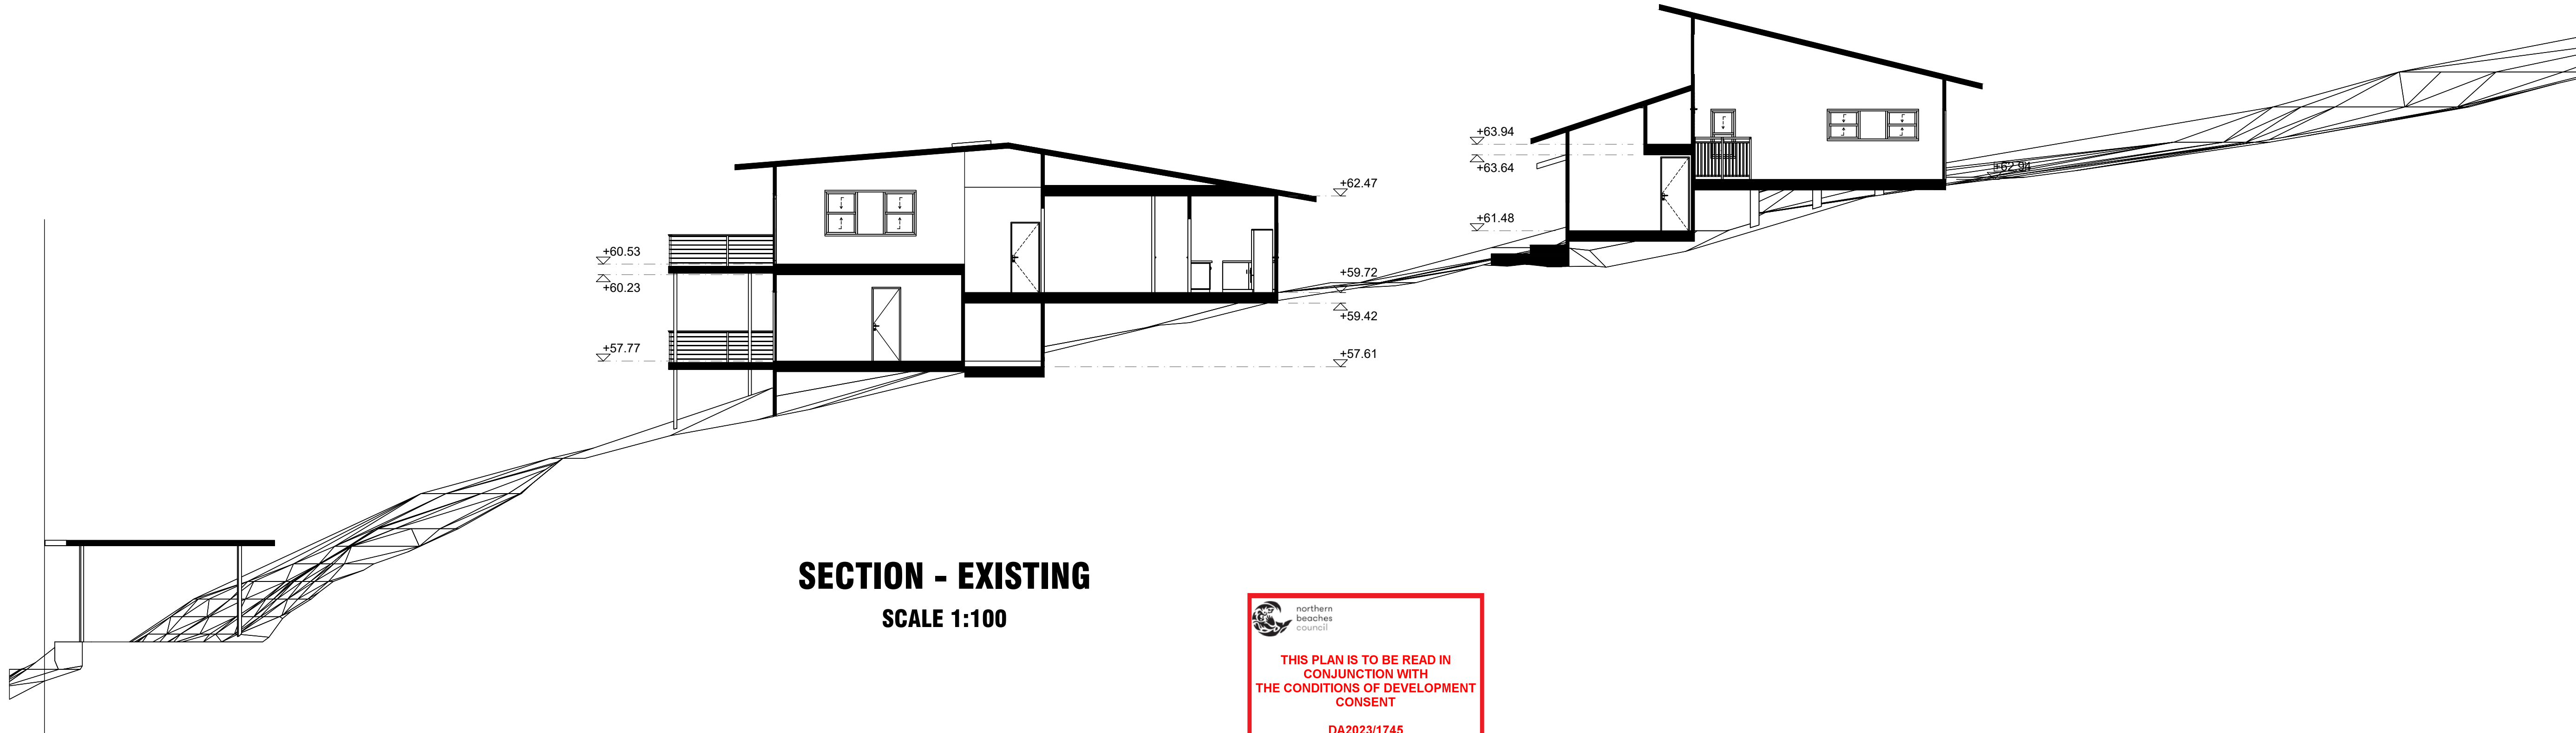 +63.94
+63.64
+62.94
+62.47
+61.48
+60.53
+60.23
+59.72
+59.42
+57.77
+57.61
SECTION - EXISTING
SCALE 1:100
northern
beaches
council
THIS PLAN IS TO BE READ IN
CONJUNCTION WITH
THE CONDITIONS OF DEVELOPMENT
CONSENT
DA2023/1745